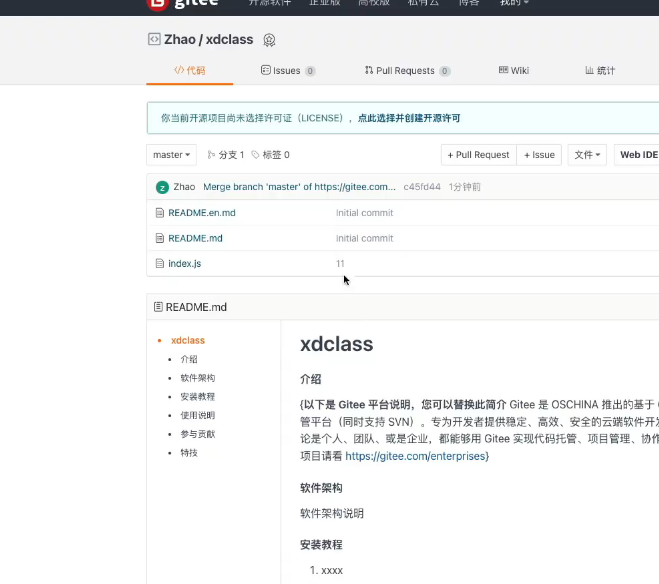 gitee 开源软件 企业版 高校版 私有云 博客 我的
Zhao / xdclass
代码 Issues 0 Pull Requests 0 Wiki 统计
你当前开源项目尚未选择许可证（LICENSE），点此选择并创建开源许可
master 分支 1 标签 0 + Pull Request + Issue 文件 Web IDE
z Zhao Merge branch 'master' of https://gitee.com... c45fd44 1分钟前
README.en.md Initial commit
README.md Initial commit
index.js 11
README.md
xdclass
介绍
软件架构
安装教程
使用说明
参与贡献
特技
xdclass
介绍
{以下是 Gitee 平台说明，您可以替换此简介 Gitee 是 OSCHINA 推出的基于
管平台（同时支持 SVN）。专为开发者提供稳定、高效、安全的云端软件开
论是个人、团队、或是企业，都能够用 Gitee 实现代码托管、项目管理、协
项目请看 https://gitee.com/enterprises}
软件架构
软件架构说明
安装教程
1. xxxx